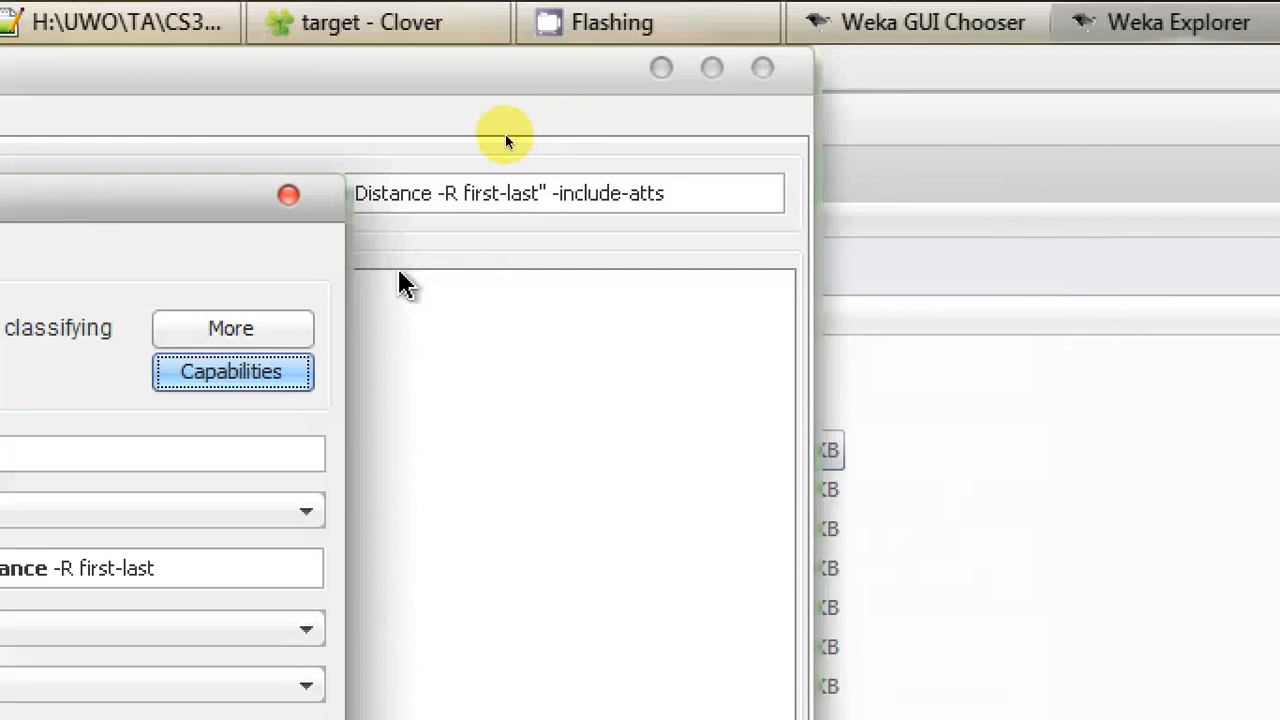 H:\UWO\TA\CS3...
target - Clover
Flashing
Weka GUI Chooser
Weka Explorer
Distance -R first-last" -include-atts
classifying
More
Capabilities
ance -R first-last
KB
KB
KB
KB
KB
KB
KB